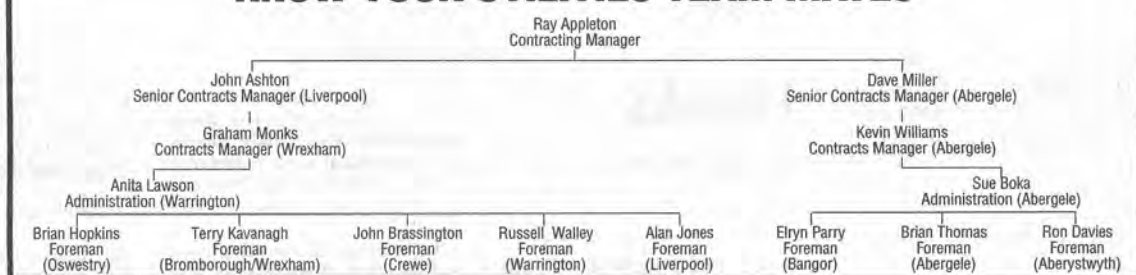 Ray Appleton
Contracting Manager
John Ashton
Senior Contracts Manager (Liverpool)
Dave Miller
Senior Contracts Manager (Abergele)
Graham Monks
Contracts Manager (Wrexham)
Kevin Williams
Contracts Manager (Abergele)
Anita Lawson
Administration (Warrington)
Sue Boka
Administration (Abergele)
Brian Hopkins
Foreman
(Oswestry)
Terry Kavanagh
Foreman
(Bromborough/Wrexham)
John Brassington
Foreman
(Crewe)
Russell Walley
Foreman
(Warrington)
Alan Jones
Foreman
(Liverpool)
Elryn Parry
Foreman
(Bangor)
Brian Thomas
Foreman
(Abergele)
Ron Davies
Foreman
(Aberystwyth)